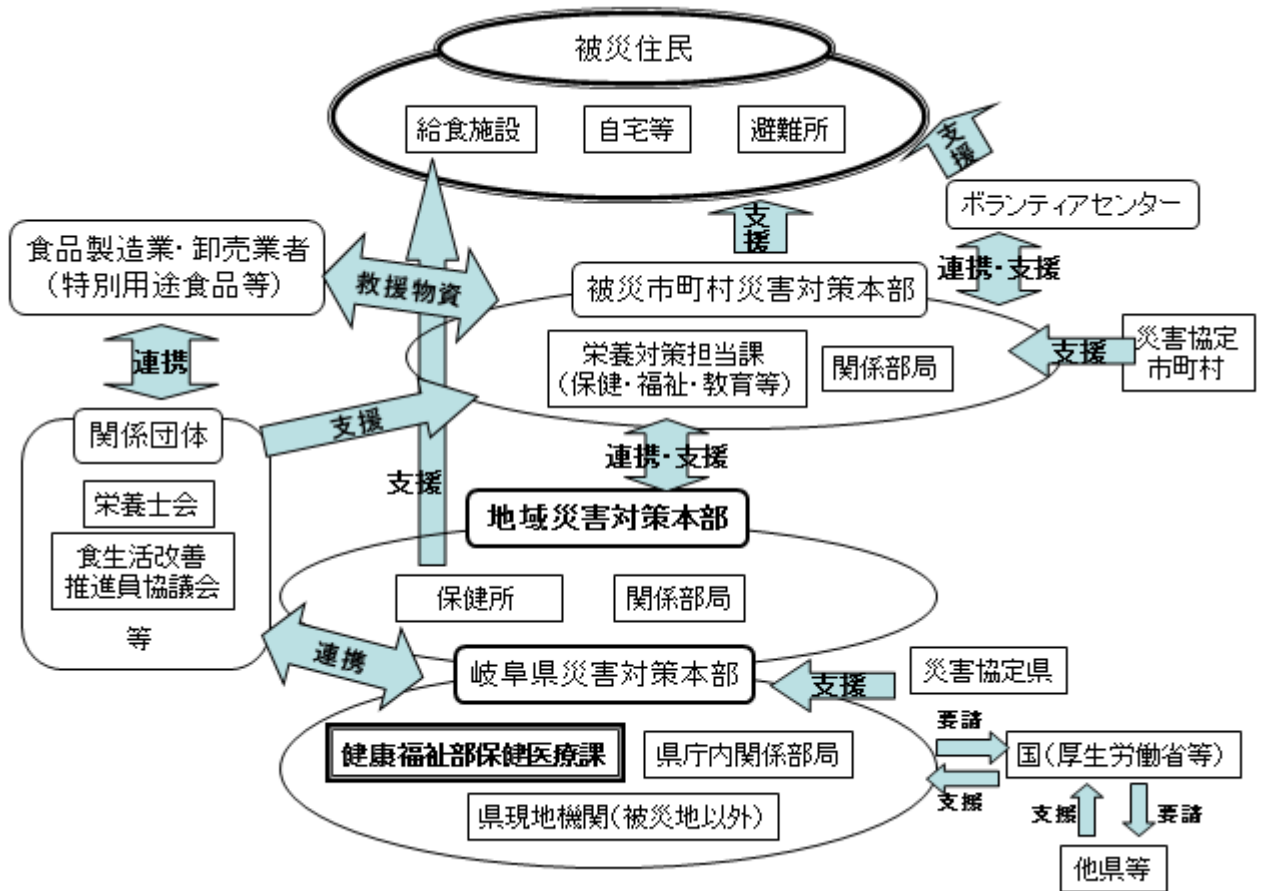 被災住民
給食施設
自宅等
避難所
支援
ボランティアセンター
支援
食品製造業・卸売業者
（特別用途食品等）
救援物資
被災市町村災害対策本部
連携・支援
連携
栄養対策担当課
（保健・福祉・教育等）
関係部局
支援
災害協定
市町村
関係団体
支援
支援
連携・支援
栄養士会
食生活改善
推進員協議会
等
地域災害対策本部
保健所
関係部局
連携
岐阜県災害対策本部
支援
災害協定県
健康福祉部保健医療課
県庁内関係部局
要請
国（厚生労働省等）
支援
県現地機関（被災地以外）
支援
要請
他県等